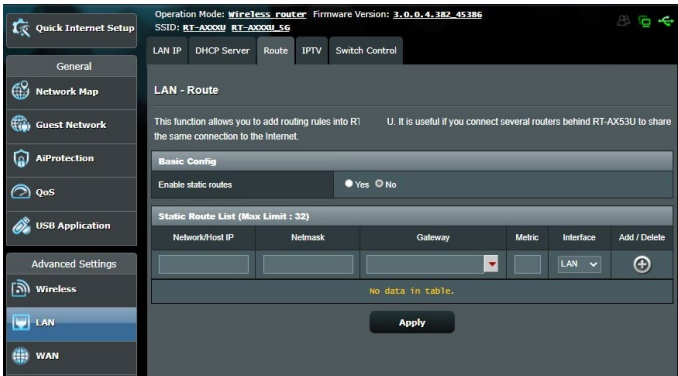 Quick Internet Setup
General
Network Map
Guest Network
AiProtection
QoS
USB Application
Advanced Settings
Wireless
LAN
WAN
Operation Mode: Wireless router Firmware Version: 3.0.0.4.382_45386
SSID: RT-AXXXU RT-AXXXU_5G
LAN IP DHCP Server Route IPTV Switch Control
LAN - Route
This function allows you to add routing rules into RT U. It is useful if you connect several routers behind RT-AX53U to share
the same connection to the Internet.
Basic Config
Enable static routes Yes No
Static Route List (Max Limit : 32)
Network/Host IP Netmask Gateway Metric Interface Add / Delete
LAN
No data in table.
Apply